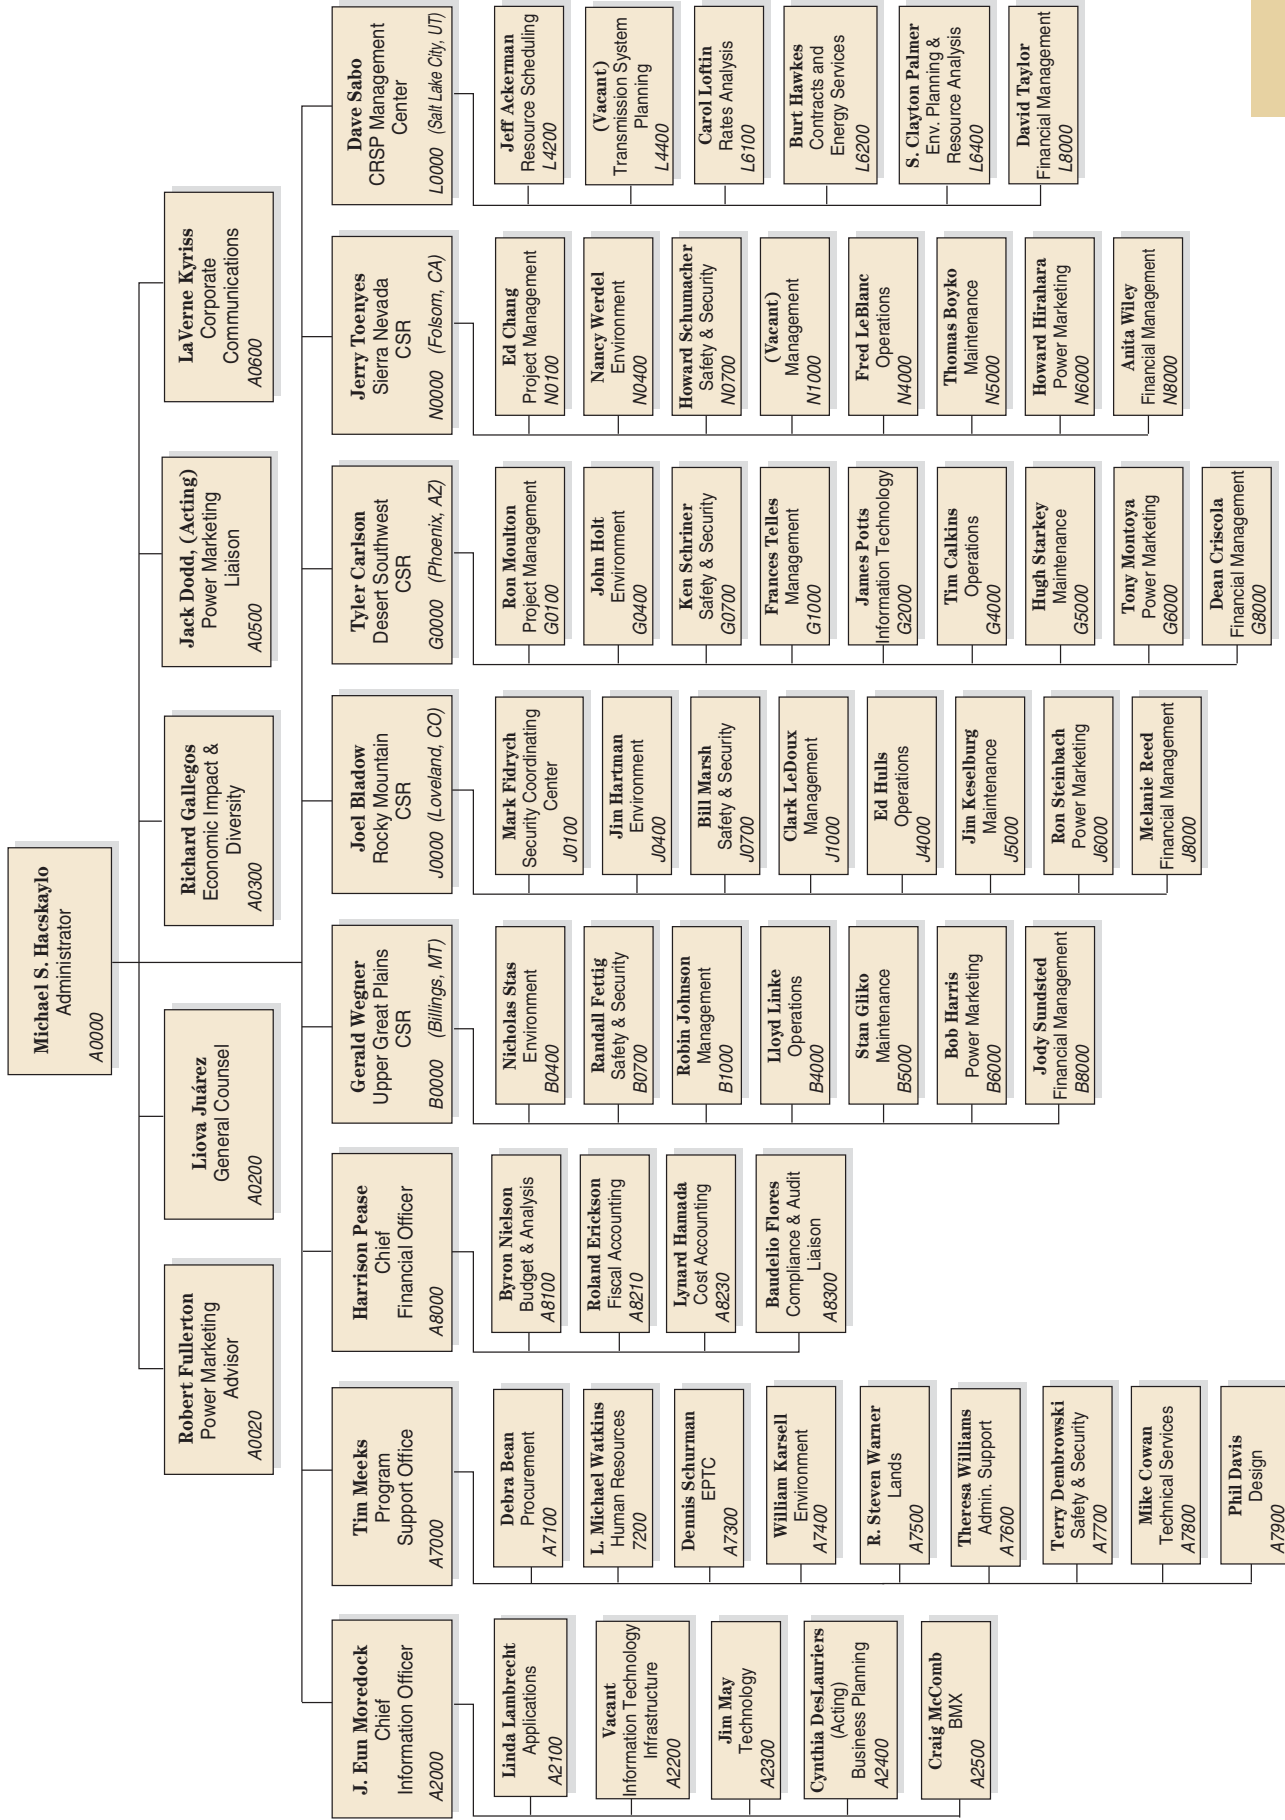 Michael S. Hacskaylo
Administrator
A0000
Robert Fullerton
Power Marketing
Advisor
A0020
Liova Juárez
General Counsel
A0200
Richard Gallegos
Economic Impact &
Diversity
A0300
Jack Dodd, (Acting)
Power Marketing
Liaison
A0500
LaVerne Kyriss
Corporate
Communications
A0600
J. Eun Moredock
Chief
Information Officer
A2000
Linda Lambrecht
Applications
A2100
Vacant
Information Technology
Infrastructure
A2200
Jim May
Technology
A2300
Cynthia DesLauriers
(Acting)
Business Planning
A2400
Craig McComb
BMX
A2500
Tim Meeks
Program
Support Office
A7000
Debra Bean
Procurement
A7100
L. Michael Watkins
Human Resources
7200
Dennis Schurman
EPTC
A7300
William Karsell
Environment
A7400
R. Steven Warner
Lands
A7500
Theresa Williams
Admin. Support
A7600
Terry Dembrowski
Safety & Security
A7700
Mike Cowan
Technical Services
A7800
Phil Davis
Design
A7900
Harrison Pease
Chief
Financial Officer
A8000
Byron Nielson
Budget & Analysis
A8100
Roland Erickson
Fiscal Accounting
A8210
Lynard Hamada
Cost Accounting
A8230
Baudelio Flores
Compliance & Audit
Liaison
A8300
Gerald Wegner
Upper Great Plains
CSR
B0000 (Billings, MT)
Nicholas Stas
Environment
B0400
Randall Fettig
Safety & Security
B0700
Robin Johnson
Management
B1000
Lloyd Linke
Operations
B4000
Stan Gliko
Maintenance
B5000
Bob Harris
Power Marketing
B6000
Jody Sundsted
Financial Management
B8000
Joel Bladow
Rocky Mountain
CSR
J0000 (Loveland, CO)
Mark Fidrych
Security Coordinating
Center
J0100
Jim Hartman
Environment
J0400
Bill Marsh
Safety & Security
J0700
Clark LeDoux
Management
J1000
Ed Hulls
Operations
J4000
Jim Keselburg
Maintenance
J5000
Ron Steinbach
Power Marketing
J6000
Melanie Reed
Financial Management
J8000
Tyler Carlson
Desert Southwest
CSR
G0000 (Phoenix, AZ)
Ron Moulton
Project Management
G0100
John Holt
Environment
G0400
Ken Schriner
Safety & Security
G0700
Frances Telles
Management
G1000
James Potts
Information Technology
G2000
Tim Calkins
Operations
G4000
Hugh Starkey
Maintenance
G5000
Tony Montoya
Power Marketing
G6000
Dean Criscola
Financial Management
G8000
Jerry Toenyes
Sierra Nevada
CSR
N0000 (Folsom, CA)
Ed Chang
Project Management
N0100
Nancy Werdel
Environment
N0400
Howard Schumacher
Safety & Security
N0700
(Vacant)
Management
N1000
Fred LeBlanc
Operations
N4000
Thomas Boyko
Maintenance
N5000
Howard Hirahara
Power Marketing
N6000
Anita Wiley
Financial Management
N8000
Dave Sabo
CRSP Management
Center
L0000 (Salt Lake City, UT)
Jeff Ackerman
Resource Scheduling
L4200
(Vacant)
Transmission System
Planning
L4400
Carol Loftin
Rates Analysis
L6100
Burt Hawkes
Contracts and
Energy Services
L6200
S. Clayton Palmer
Env. Planning &
Resource Analysis
L6400
David Taylor
Financial Management
L8000